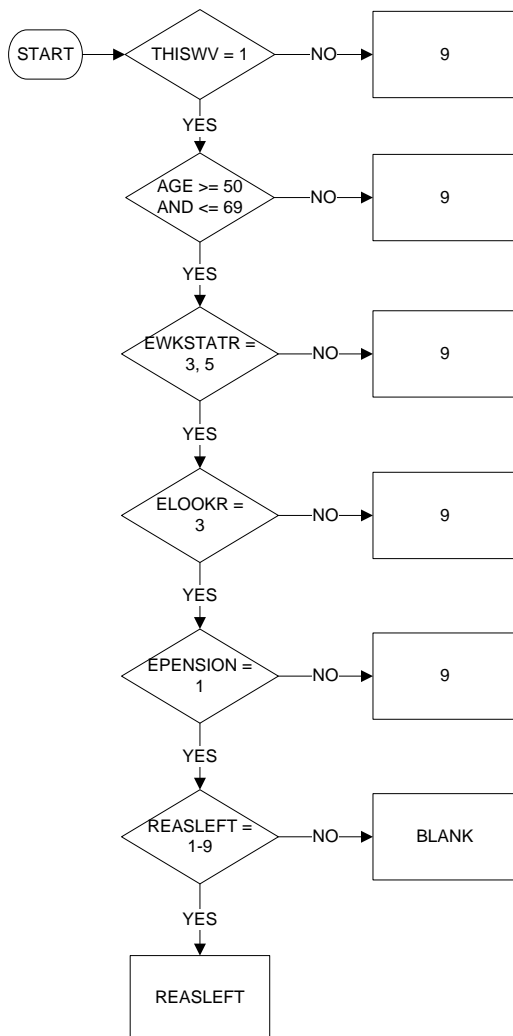 START
THISWV = 1
NO
9
YES
AGE >= 50
AND <= 69
NO
9
YES
EWKSTATR =
3, 5
NO
9
YES
ELOOKR =
3
NO
9
YES
EPENSION =
1
NO
9
YES
REASLEFT =
1-9
NO
BLANK
YES
REASLEFT